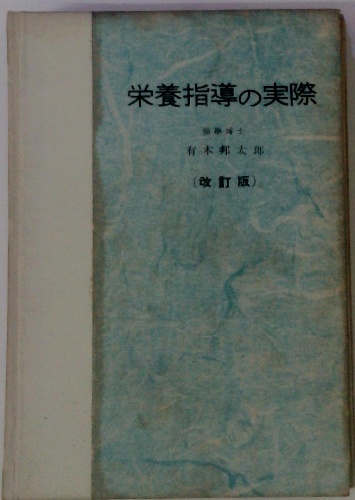 栄養指導の実際
醫學博士
有本邦太郎
(改訂版)